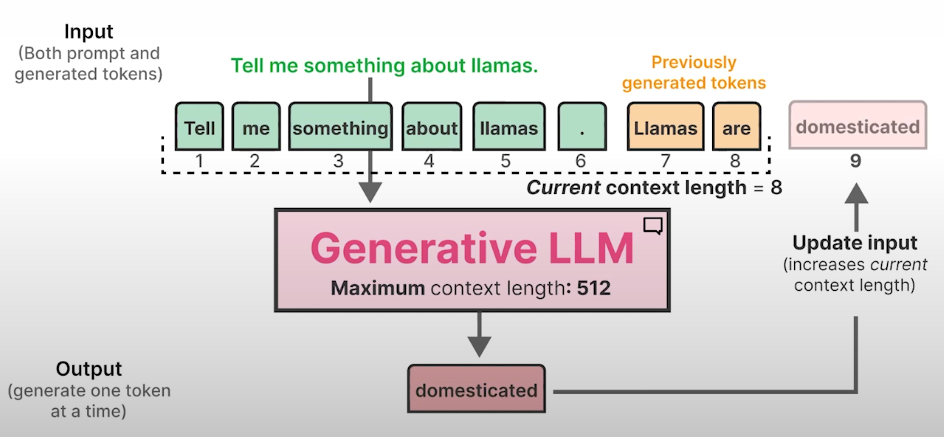 Input
(Both prompt and
generated tokens)
Tell me something about llamas.
Previously
generated tokens
Tell me something about llamas . Llamas are domesticated
1 2 3 4 5 6 7 8 9
Current context length = 8
Generative LLM
Maximum context length: 512
Update input
(increases current
context length)
Output
(generate one token
at a time)
domesticated